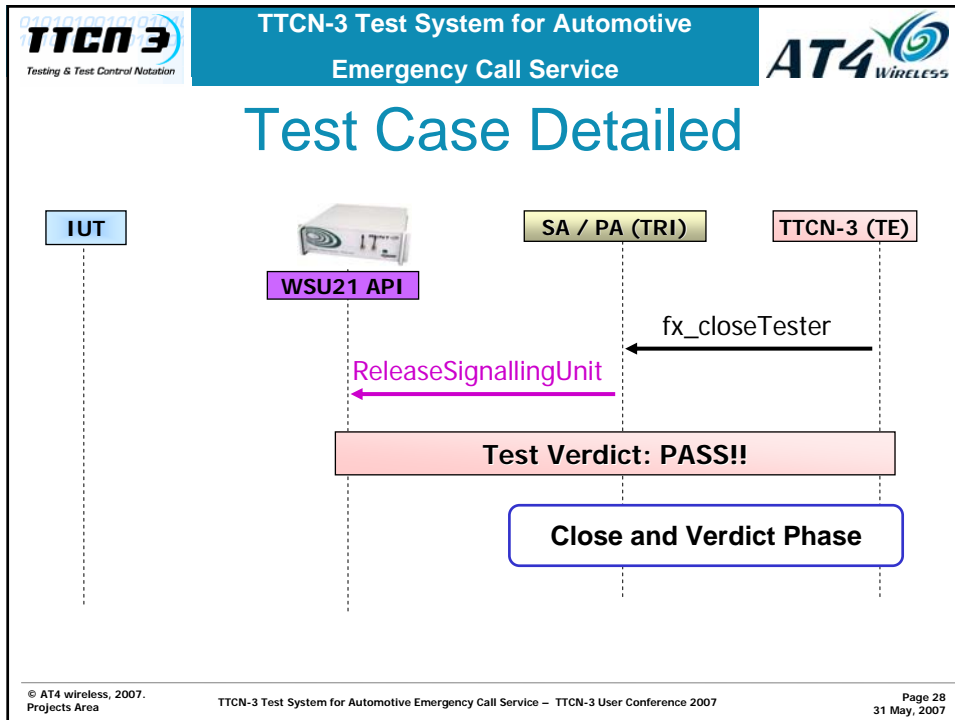 TTCN 3
Testing & Test Control Notation
TTCN-3 Test System for Automotive
Emergency Call Service
AT4 WIRELESS
Test Case Detailed
IUT
SA / PA (TRI)
TTCN-3 (TE)
WSU21 API
fx_closeTester
ReleaseSignallingUnit
Test Verdict: PASS!!
Close and Verdict Phase
© AT4 wireless, 2007.
Projects Area
TTCN-3 Test System for Automotive Emergency Call Service – TTCN-3 User Conference 2007
Page 28
31 May, 2007